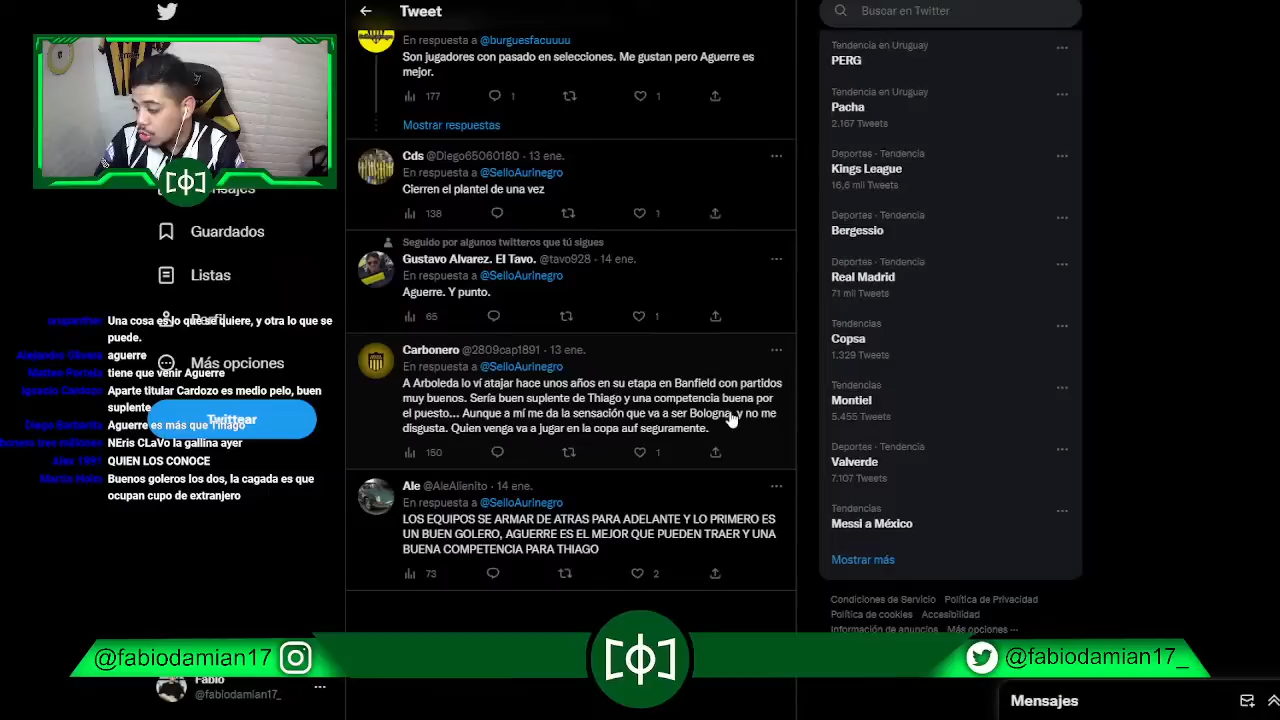 Tweet
Buscar en Twitter
En respuesta a @burguesfacuuuu
Son jugadores con pasado en selecciones. Me gustan pero Aguerre es
mejor.
177 1 1
Mostrar respuestas
Cds @Diego65060180 · 13 ene.
En respuesta a @SelloAurinegro
Cierren el plantel de una vez
138 1
Seguido por algunos twitteros que tú sigues
Gustavo Alvarez. El Tavo. @tavo928 · 14 ene.
En respuesta a @SelloAurinegro
Aguerre. Y punto.
65 1
Carbonero @2809cap1891 · 13 ene.
En respuesta a @SelloAurinegro
A Arboleda lo ví atajar hace unos años en su etapa en Banfield con partidos
muy buenos. Sería buen suplente de Thiago y una competencia buena por
el puesto... Aunque a mí me da la sensación que va a ser Bologna, y no me
disgusta. Quien venga va a jugar en la copa auf seguramente.
150 1
Ale @AleAlienito · 14 ene.
En respuesta a @SelloAurinegro
LOS EQUIPOS SE ARMAR DE ATRAS PARA ADELANTE Y LO PRIMERO ES
UN BUEN GOLERO, AGUERRE ES EL MEJOR QUE PUEDEN TRAER Y UNA
BUENA COMPETENCIA PARA THIAGO
73 2
Guardados
Listas
Perfil
Más opciones
Twittear
Una cosa es lo que se quiere, y otra lo que se
puede.
Alejandro Olivera aguerre
Matteo Portela tiene que venir Aguerre
Ignacio Cardozo Aparte titular Cardozo es medio pelo, buen
suplente
Aguerre es más que Thiago
NEris CLaVo la gallina ayer
Alex 1891 QUIEN LOS CONOCE
Buenos goleros los dos, la cagada es que
ocupan cupo de extranjero
Tendencia en Uruguay
PERG
Tendencia en Uruguay
Pacha
2.167 Tweets
Deportes · Tendencia
Kings League
16,6 mil Tweets
Deportes · Tendencia
Bergessio
Deportes · Tendencia
Real Madrid
71 mil Tweets
Tendencias
Copsa
1.329 Tweets
Tendencias
Montiel
5.455 Tweets
Deportes · Tendencia
Valverde
7.107 Tweets
Tendencias
Messi a México
Mostrar más
Condiciones de Servicio Política de Privacidad
Política de cookies Accesibilidad
Información de anuncios Más opciones ···
@fabiodamian17
@fabiodamian17_
Fabio
@fabiodamian17_
Mensajes